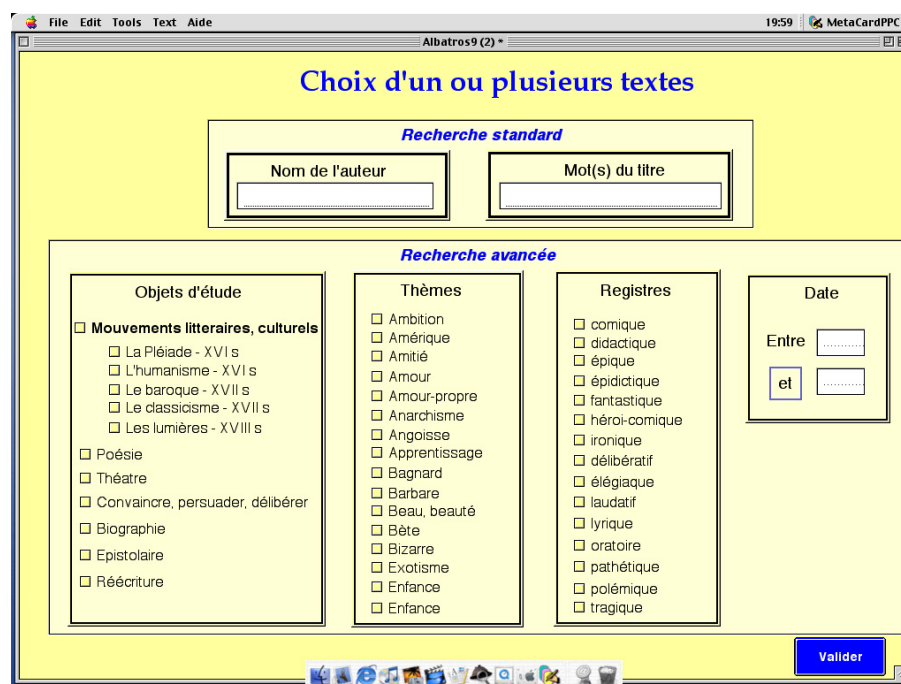 File Edit Tools Text Aide 19:59 MetaCardPPC
Albatros9 (2) *
Choix d'un ou plusieurs textes
Recherche standard
Nom de l'auteur
Mot(s) du titre
Recherche avancée
Objets d'étude
Mouvements litteraires, culturels
La Pléiade - XVI s
L'humanisme - XVI s
Le baroque - XVII s
Le classicisme - XVII s
Les lumières - XVIII s
Poésie
Théatre
Convaincre, persuader, délibérer
Biographie
Epistolaire
Réécriture
Thèmes
Ambition
Amérique
Amitié
Amour
Amour-propre
Anarchisme
Angoisse
Apprentissage
Bagnard
Barbare
Beau, beauté
Bète
Bizarre
Exotisme
Enfance
Enfance
Registres
comique
didactique
épique
épidictique
fantastique
héroi-comique
ironique
délibératif
élégiaque
laudatif
lyrique
oratoire
pathétique
polémique
tragique
Date
Entre
et
Valider